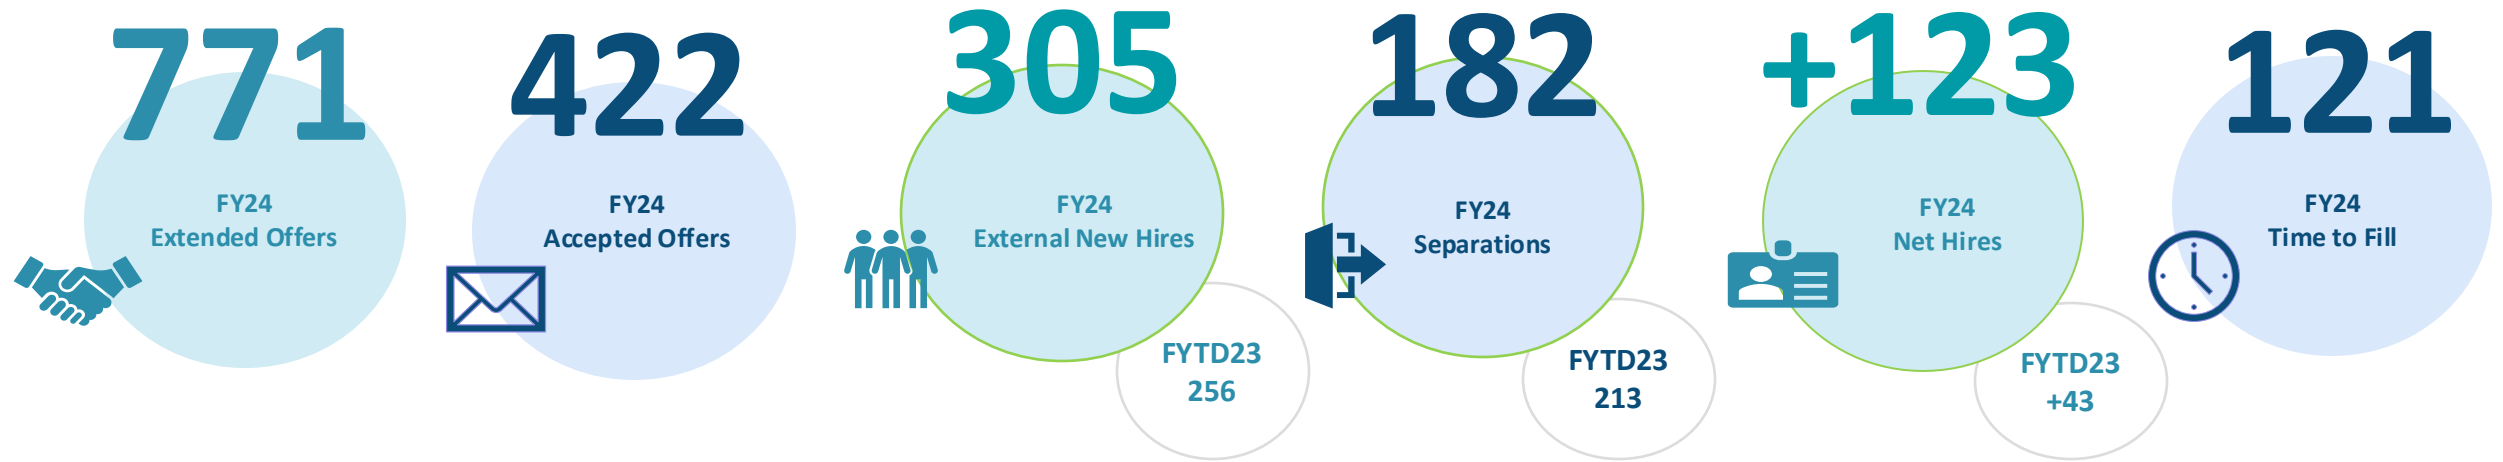 771
FY24
Extended Offers
422
FY24
Accepted Offers
305
FY24
External New Hires
FYTD23
256
182
FY24
Separations
FYTD23
213
+123
FY24
Net Hires
FYTD23
+43
121
FY24
Time to Fill